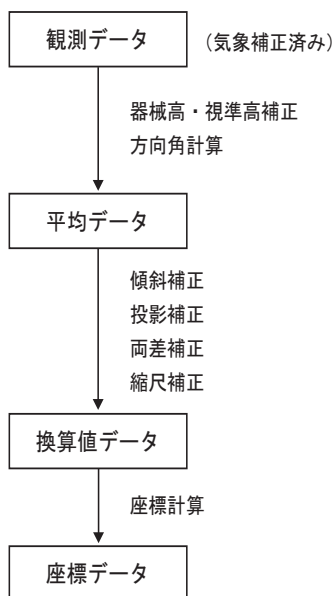 観測データ （気象補正済み）
器械高・視準高補正
方向角計算
平均データ
傾斜補正
投影補正
両差補正
縮尺補正
換算値データ
座標計算
座標データ